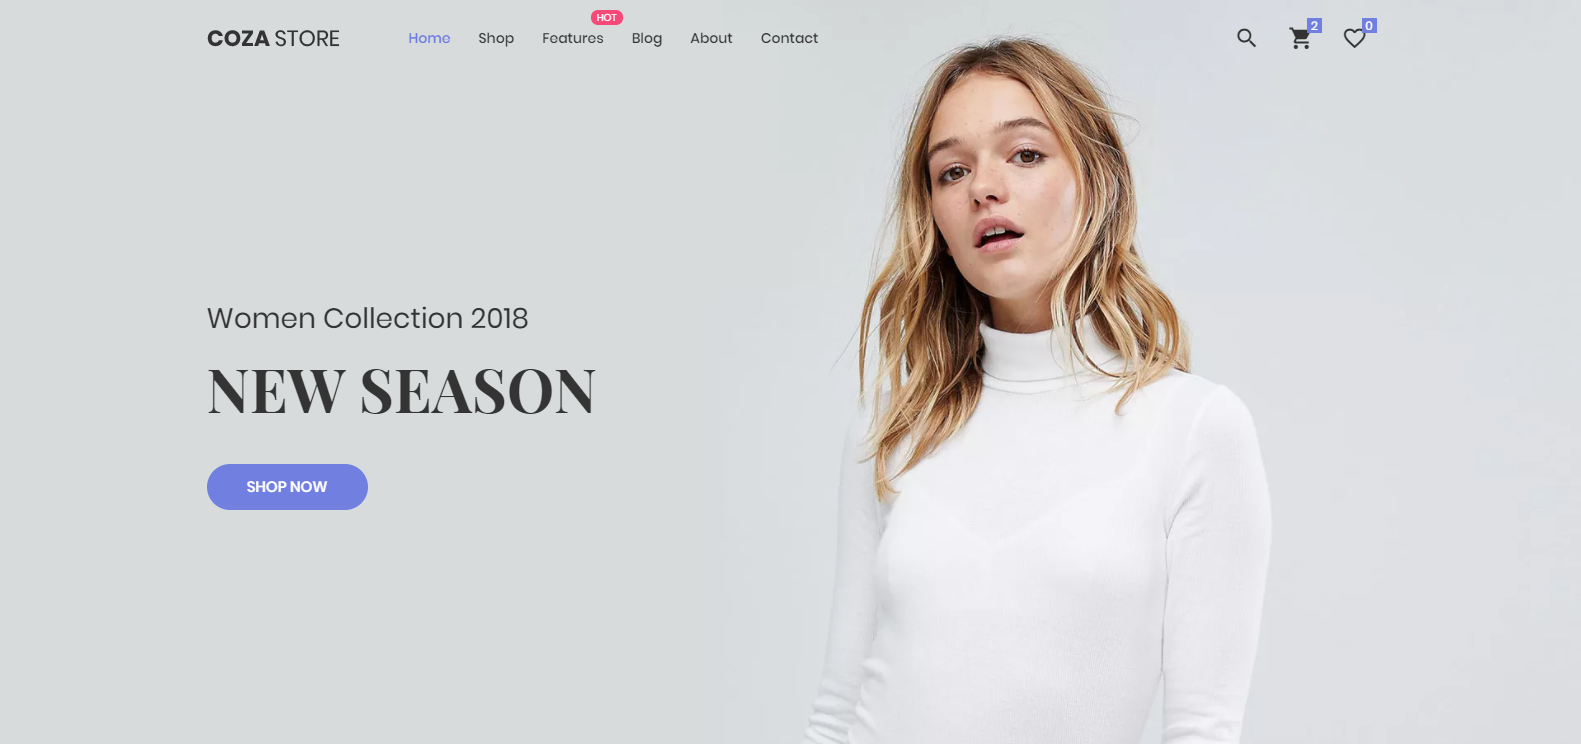 COZA STORE
Home Shop Features Blog About Contact
HOT
2
0
Women Collection 2018
NEW SEASON
SHOP NOW